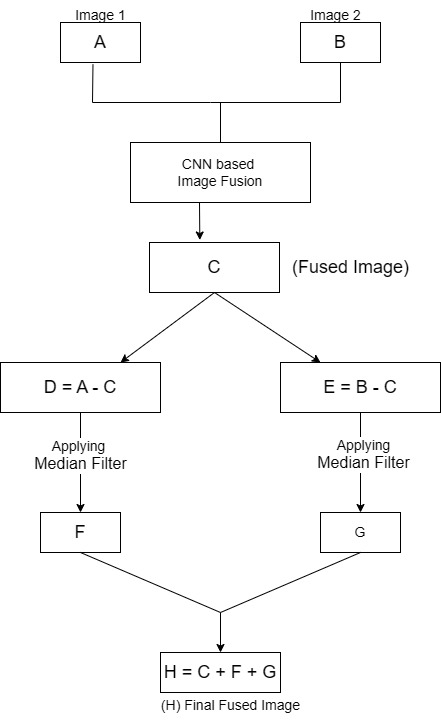 Image 1
Image 2
A
B
CNN based
Image Fusion
C
(Fused Image)
D = A - C
E = B - C
Applying
Median Filter
Applying
Median Filter
F
G
H = C + F + G
(H) Final Fused Image